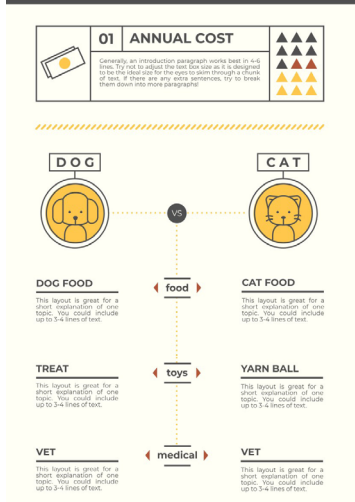 01 ANNUAL COST
Generally, an introduction paragraph works best in 4-6
lines. Try not to adjust the text box size as it is designed
to be the ideal size for the eyes to skim through a chunk
of text. If there are any extra sentences, try to break
them down into more paragraphs!
DOG
CAT
VS
DOG FOOD
This layout is great for a
short explanation of one
topic. You could include
up to 3-4 lines of text.
food
CAT FOOD
This layout is great for a
short explanation of one
topic. You could include
up to 3-4 lines of text.
TREAT
This layout is great for a
short explanation of one
topic. You could include
up to 3-4 lines of text.
toys
YARN BALL
This layout is great for a
short explanation of one
topic. You could include
up to 3-4 lines of text.
VET
This layout is great for a
short explanation of one
topic. You could include
up to 3-4 lines of text.
medical
VET
This layout is great for a
short explanation of one
topic. You could include
up to 3-4 lines of text.